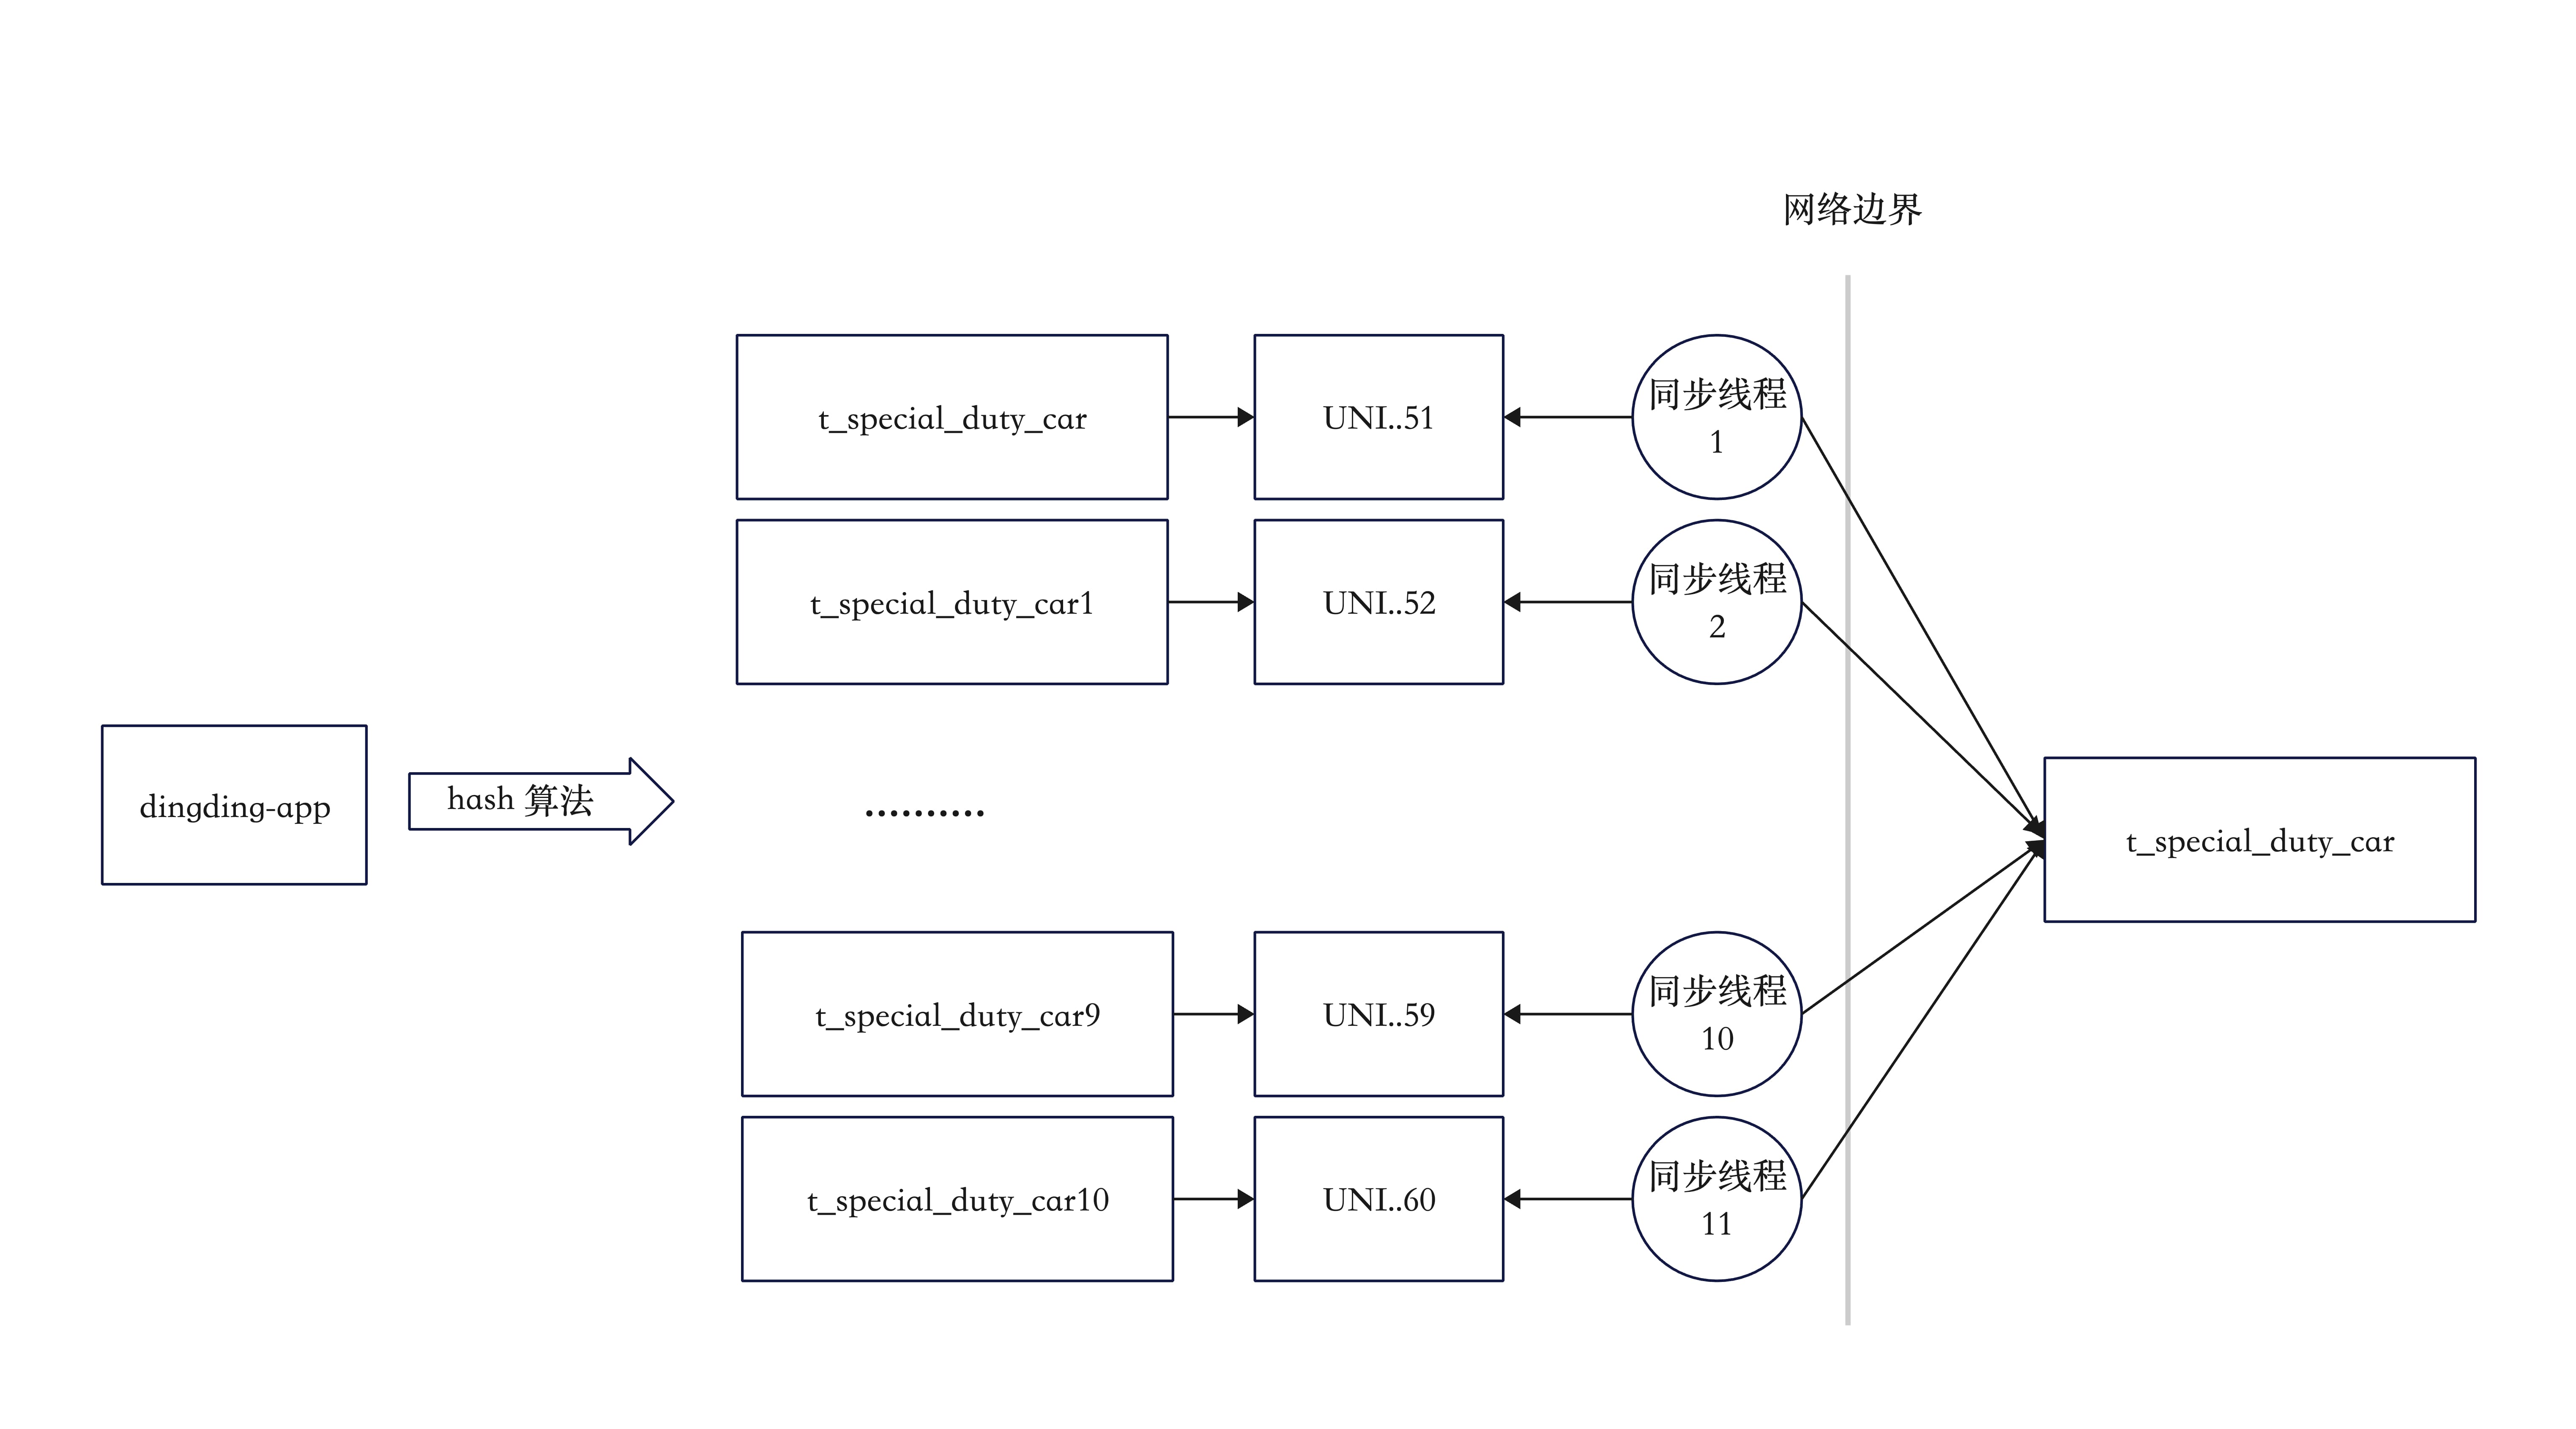 网络边界
t_special_duty_car
UNI..51
同步线程
1
t_special_duty_car1
UNI..52
同步线程
2
dingding-app
hash 算法
..........
t_special_duty_car
t_special_duty_car9
UNI..59
同步线程
10
t_special_duty_car10
UNI..60
同步线程
11